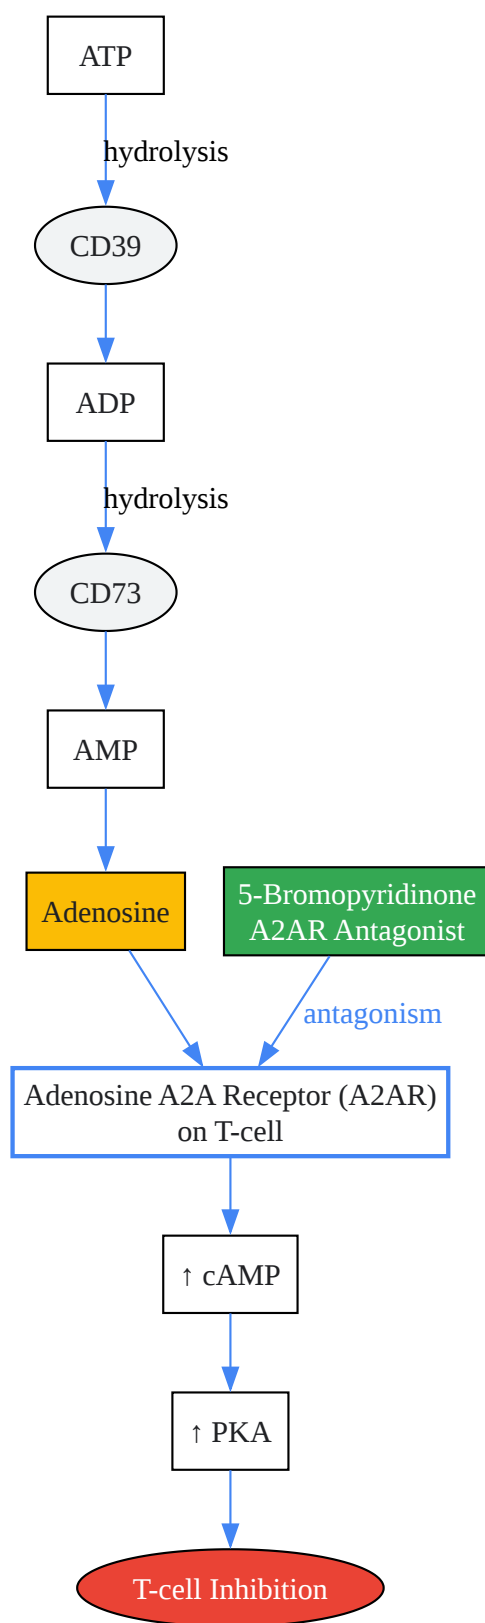 ATP
hydrolysis
CD39
ADP
hydrolysis
CD73
AMP
Adenosine
5-Bromopyridinone
A2AR Antagonist
antagonism
Adenosine A2A Receptor (A2AR)
on T-cell
↑ cAMP
↑ PKA
T-cell Inhibition